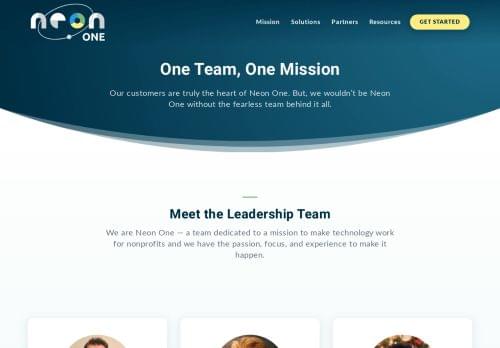 neon
ONE
Mission Solutions Partners Resources GET STARTED
One Team, One Mission
Our customers are truly the heart of Neon One. But, we wouldn't be Neon
One without the fearless team behind it all.
Meet the Leadership Team
We are Neon One — a team dedicated to a mission to make technology work
for nonprofits and we have the passion, focus, and experience to make it
happen.